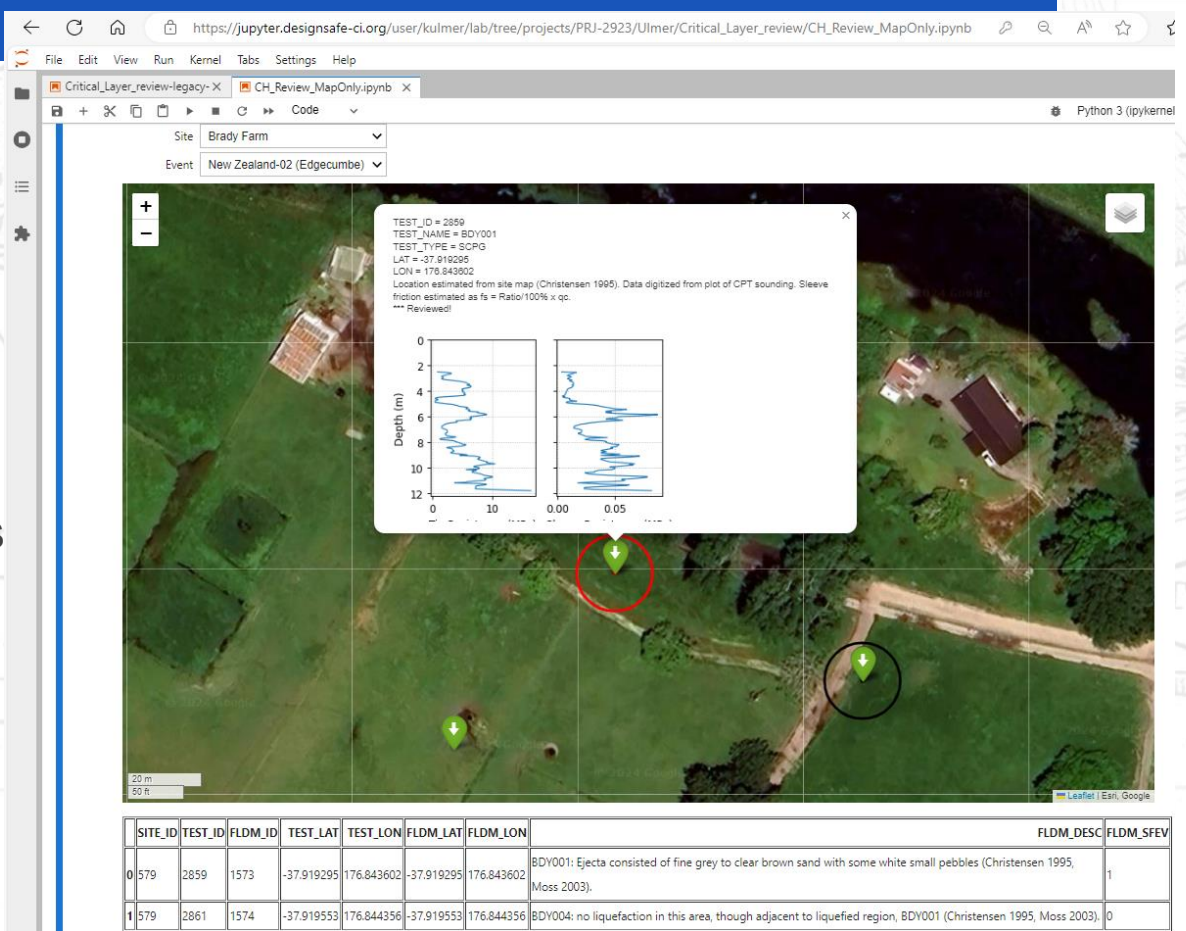 https://jupyter.designsafe-ci.org/user/kulmer/lab/tree/projects/PRJ-2923/Ulmer/Critical_Layer_review/CH_Review_MapOnly.ipynb
File Edit View Run Kernel Tabs Settings Help
Critical_Layer_review-legacy- X CH_Review_MapOnly.ipynb X
Code
Python 3 (ipykernel
Site Brady Farm
Event New Zealand-02 (Edgecumbe)
+
−
TEST_ID = 2859
TEST_NAME = BDY001
TEST_TYPE = SCPG
LAT = -37.919295
LON = 176.843602
Location estimated from site map (Christensen 1995). Data digitized from plot of CPT sounding. Sleeve
friction estimated as fs = Ratio/100% x qc.
*** Reviewed!
Depth (m)
0
2
4
6
8
10
12
0 10 0.00 0.05
s
20 m
50 ft
Leaflet | Esri, Google
SITE_ID TEST_ID FLDM_ID TEST_LAT TEST_LON FLDM_LAT FLDM_LON FLDM_DESC FLDM_SFEV
0 579 2859 1573 -37.919295 176.843602 -37.919295 176.843602 BDY001: Ejecta consisted of fine grey to clear brown sand with some white small pebbles (Christensen 1995,
Moss 2003). 1
1 579 2861 1574 -37.919553 176.844356 -37.919553 176.844356 BDY004: no liquefaction in this area, though adjacent to liquefied region, BDY001 (Christensen 1995, Moss 2003). 0